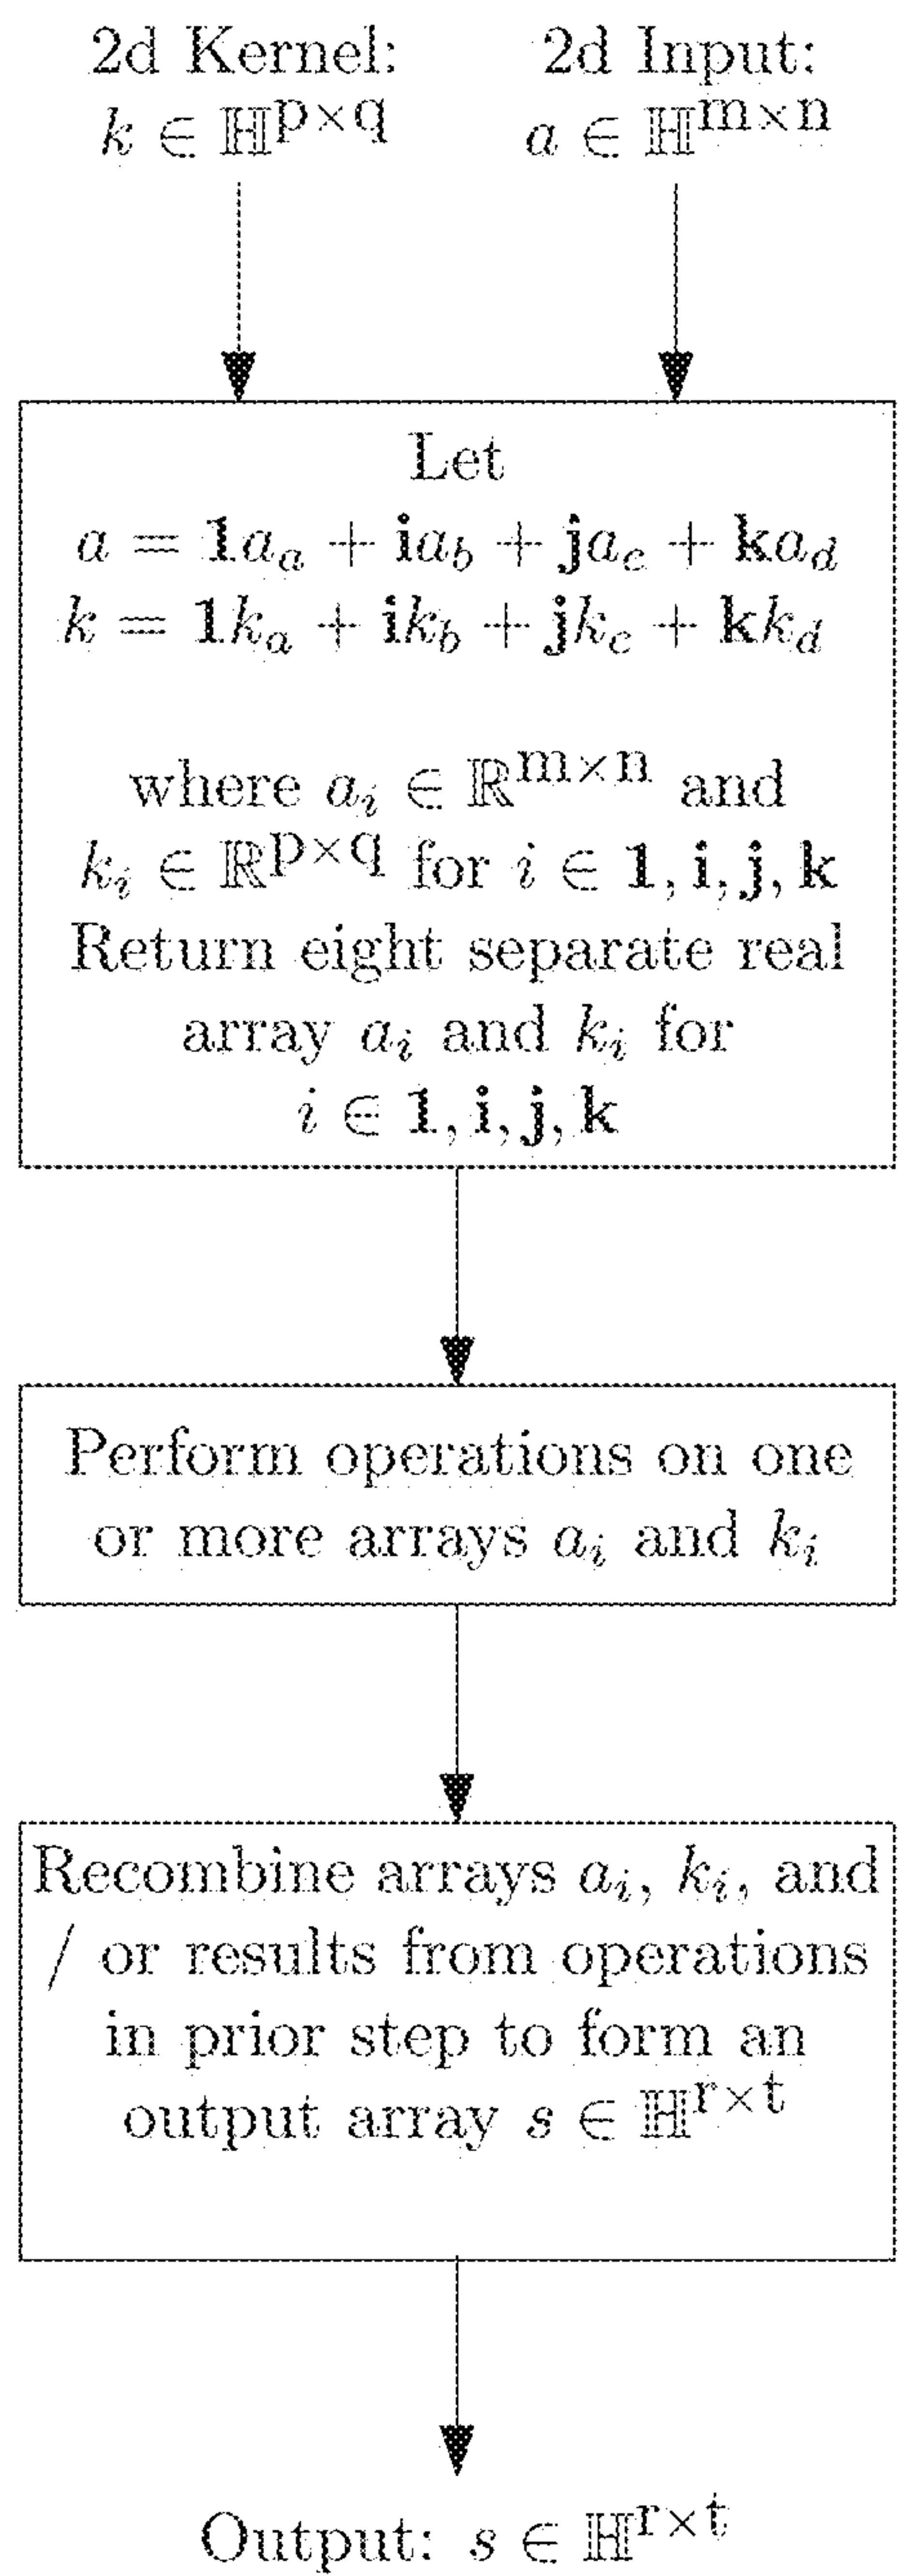 2d Kernel: 2d Input:
k ∈ ℍ^{p×q} a ∈ ℍ^{m×n}
Let
a = 𝟏a_a + 𝐢a_b + 𝐣a_c + 𝐤a_d
k = 𝟏k_a + 𝐢k_b + 𝐣k_c + 𝐤k_d
where a_i ∈ ℝ^{m×n} and
k_i ∈ ℝ^{p×q} for i ∈ 𝟏, 𝐢, 𝐣, 𝐤
Return eight separate real
array a_i and k_i for
i ∈ 𝟏, 𝐢, 𝐣, 𝐤
Perform operations on one
or more arrays a_i and k_i
Recombine arrays a_i, k_i, and
/ or results from operations
in prior step to form an
output array s ∈ ℍ^{r×t}
Output: s ∈ ℍ^{r×t}